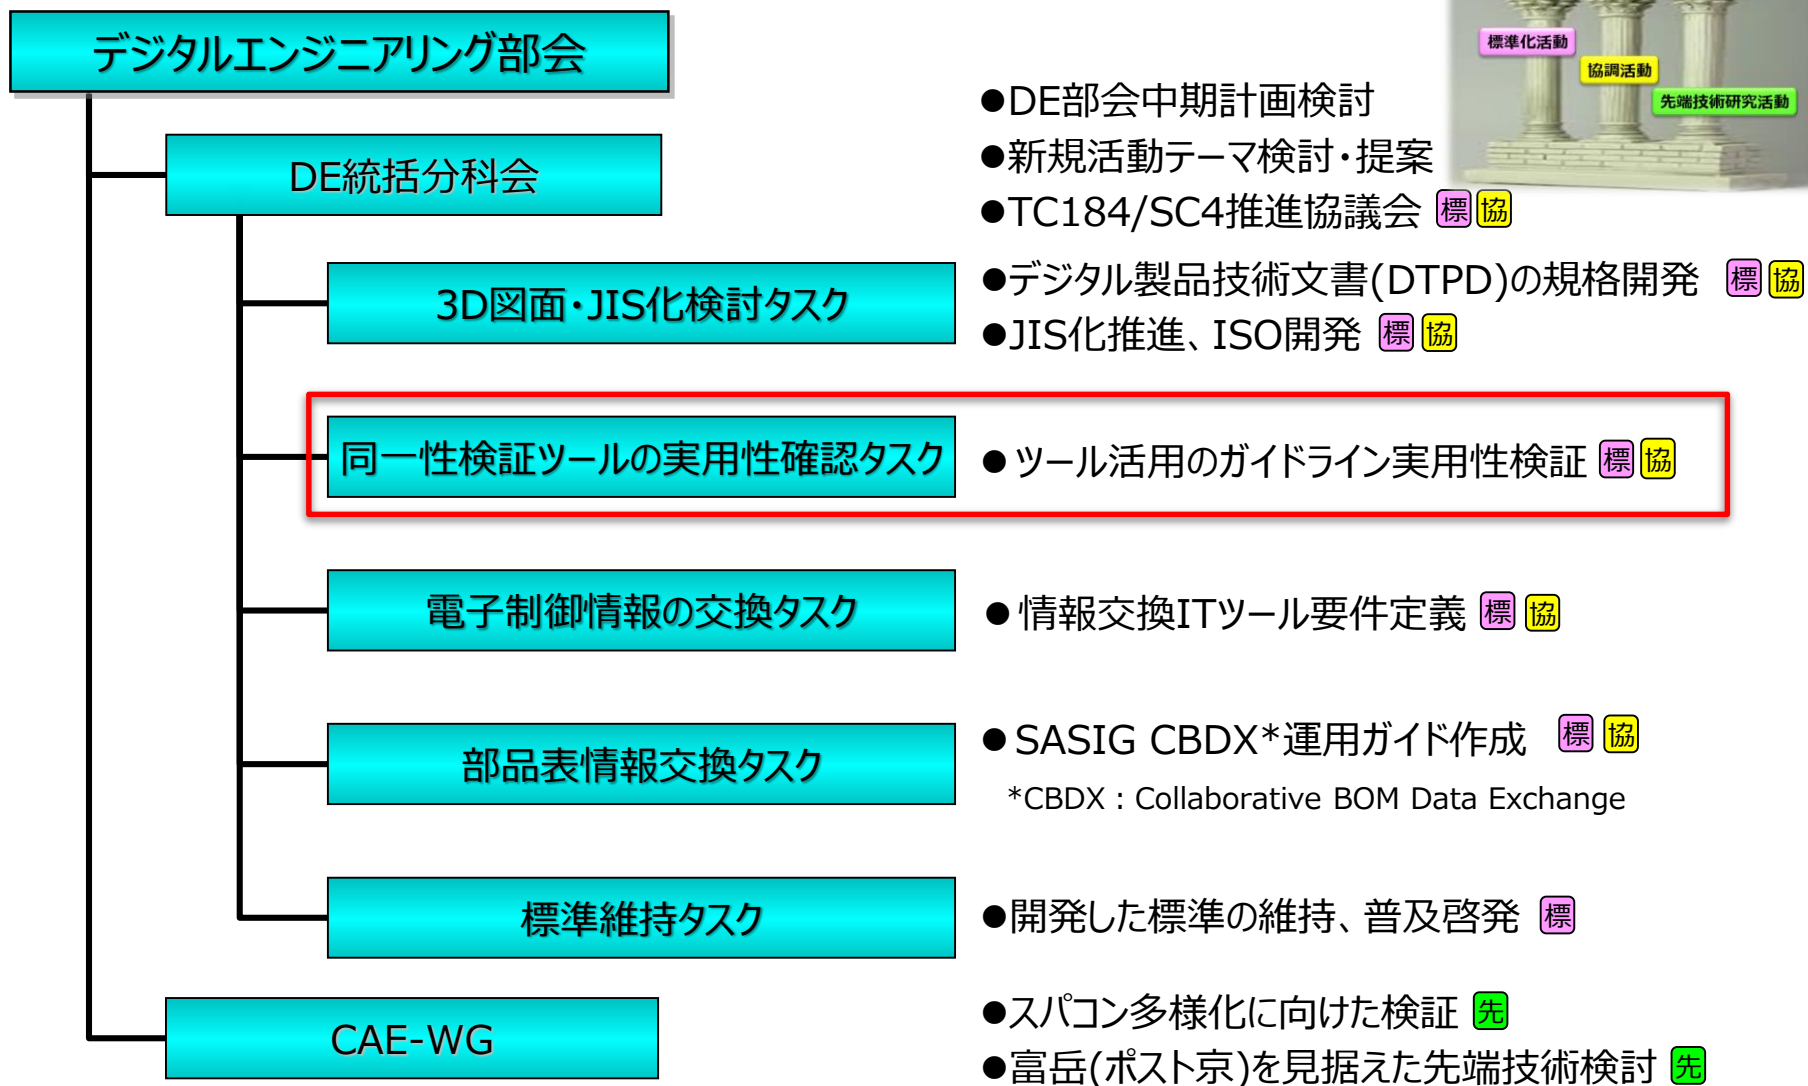 デジタルエンジニアリング部会
標準化活動
協調活動
先端技術研究活動
DE統括分科会
●DE部会中期計画検討
●新規活動テーマ検討・提案
●TC184/SC4推進協議会 標 協
3D図面・JIS化検討タスク
●デジタル製品技術文書(DTPD)の規格開発 標 協
●JIS化推進、ISO開発 標 協
同一性検証ツールの実用性確認タスク
●ツール活用のガイドライン実用性検証 標 協
電子制御情報の交換タスク
●情報交換ITツール要件定義 標 協
部品表情報交換タスク
●SASIG CBDX*運用ガイド作成 標 協
*CBDX：Collaborative BOM Data Exchange
標準維持タスク
●開発した標準の維持、普及啓発 標
CAE-WG
●スパコン多様化に向けた検証 先
●富岳(ポスト京)を見据えた先端技術検討 先